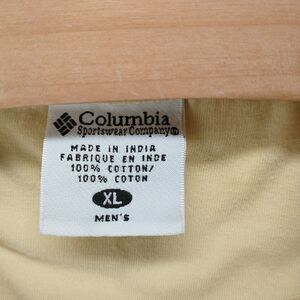 Columbia
Sportswear Company®
MADE IN INDIA
FABRIQUE EN INDE
100% COTTON/
100% COTON
XL
MEN'S